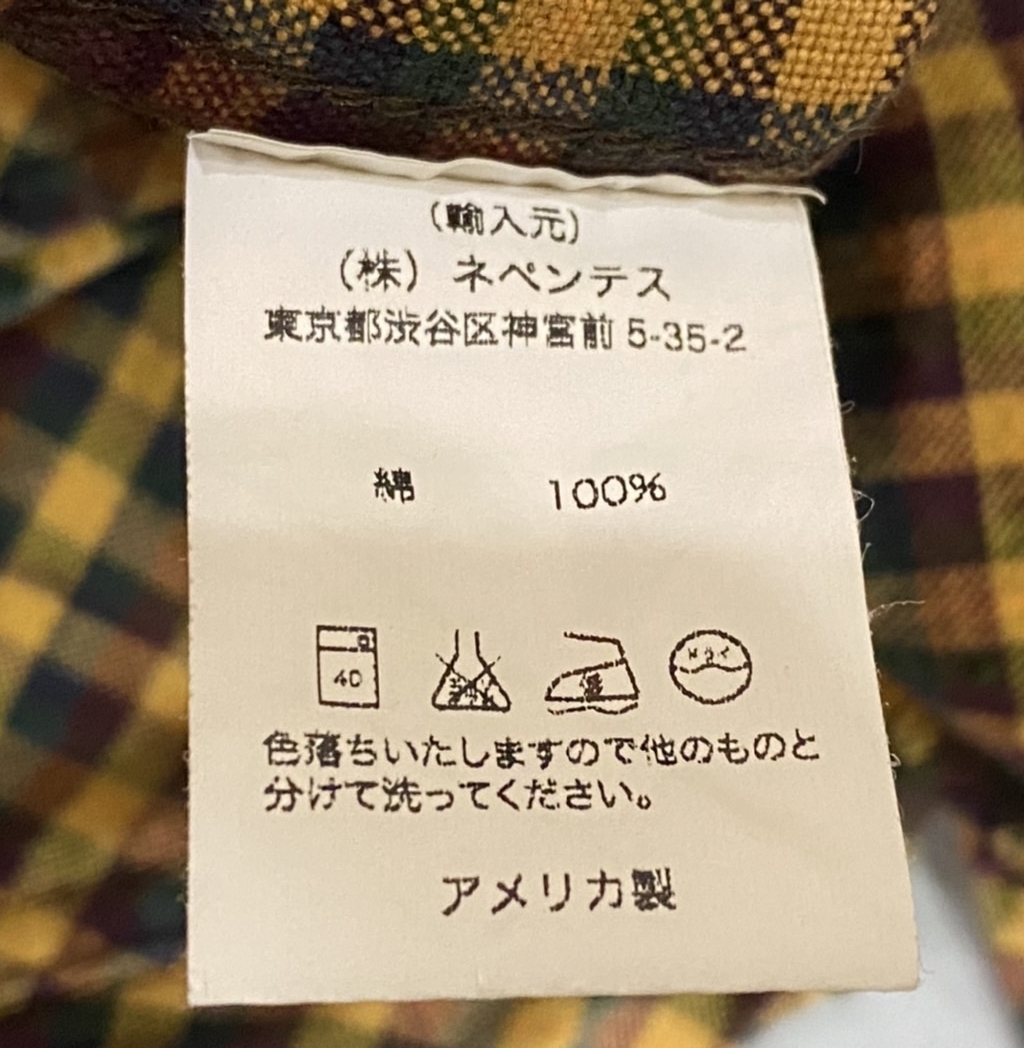 (輸入元)
(株) ネペンテス
東京都渋谷区神宮前 5-35-2
綿 100%
40
色落ちいたしますので他のものと
分けて洗ってください。
アメリカ製